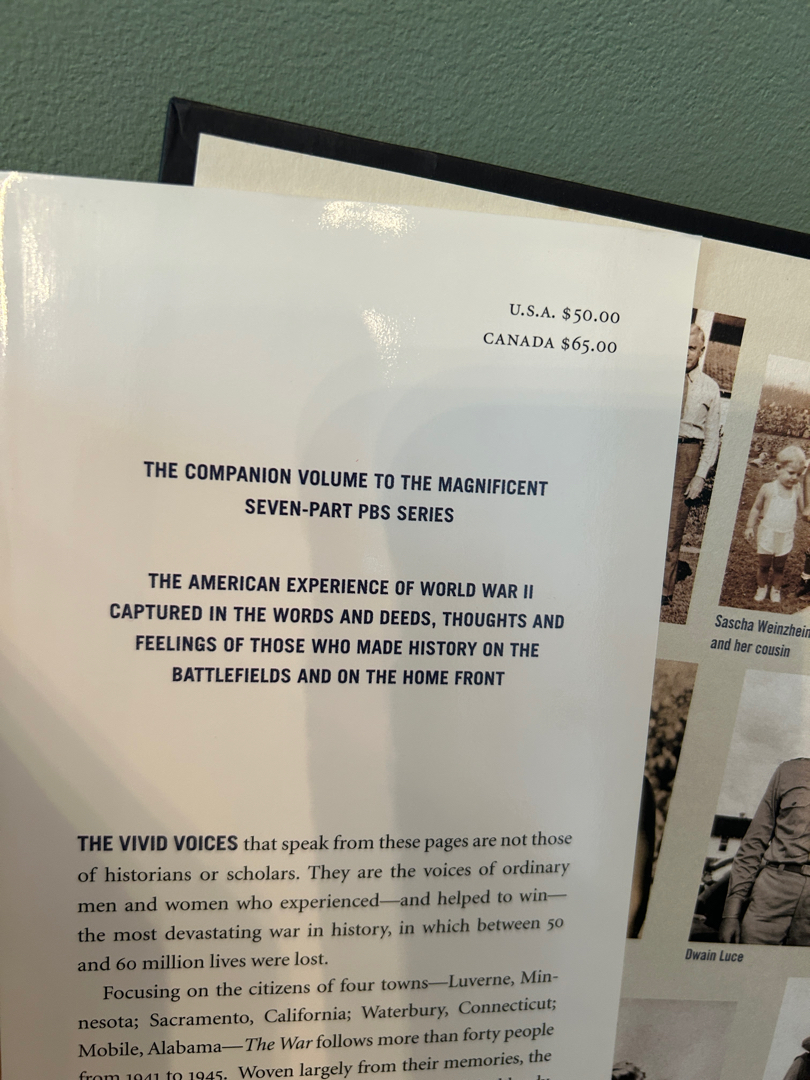 U.S.A. $50.00
CANADA $65.00
THE COMPANION VOLUME TO THE MAGNIFICENT
SEVEN-PART PBS SERIES
THE AMERICAN EXPERIENCE OF WORLD WAR II
CAPTURED IN THE WORDS AND DEEDS, THOUGHTS AND
FEELINGS OF THOSE WHO MADE HISTORY ON THE
BATTLEFIELDS AND ON THE HOME FRONT
THE VIVID VOICES that speak from these pages are not those
of historians or scholars. They are the voices of ordinary
men and women who experienced—and helped to win—
the most devastating war in history, in which between 50
and 60 million lives were lost.
Focusing on the citizens of four towns—Luverne, Min-
nesota; Sacramento, California; Waterbury, Connecticut;
Mobile, Alabama—The War follows more than forty people
from 1941 to 1945. Woven largely from their memories, the
Sascha Weinzhein
and her cousin
Dwain Luce